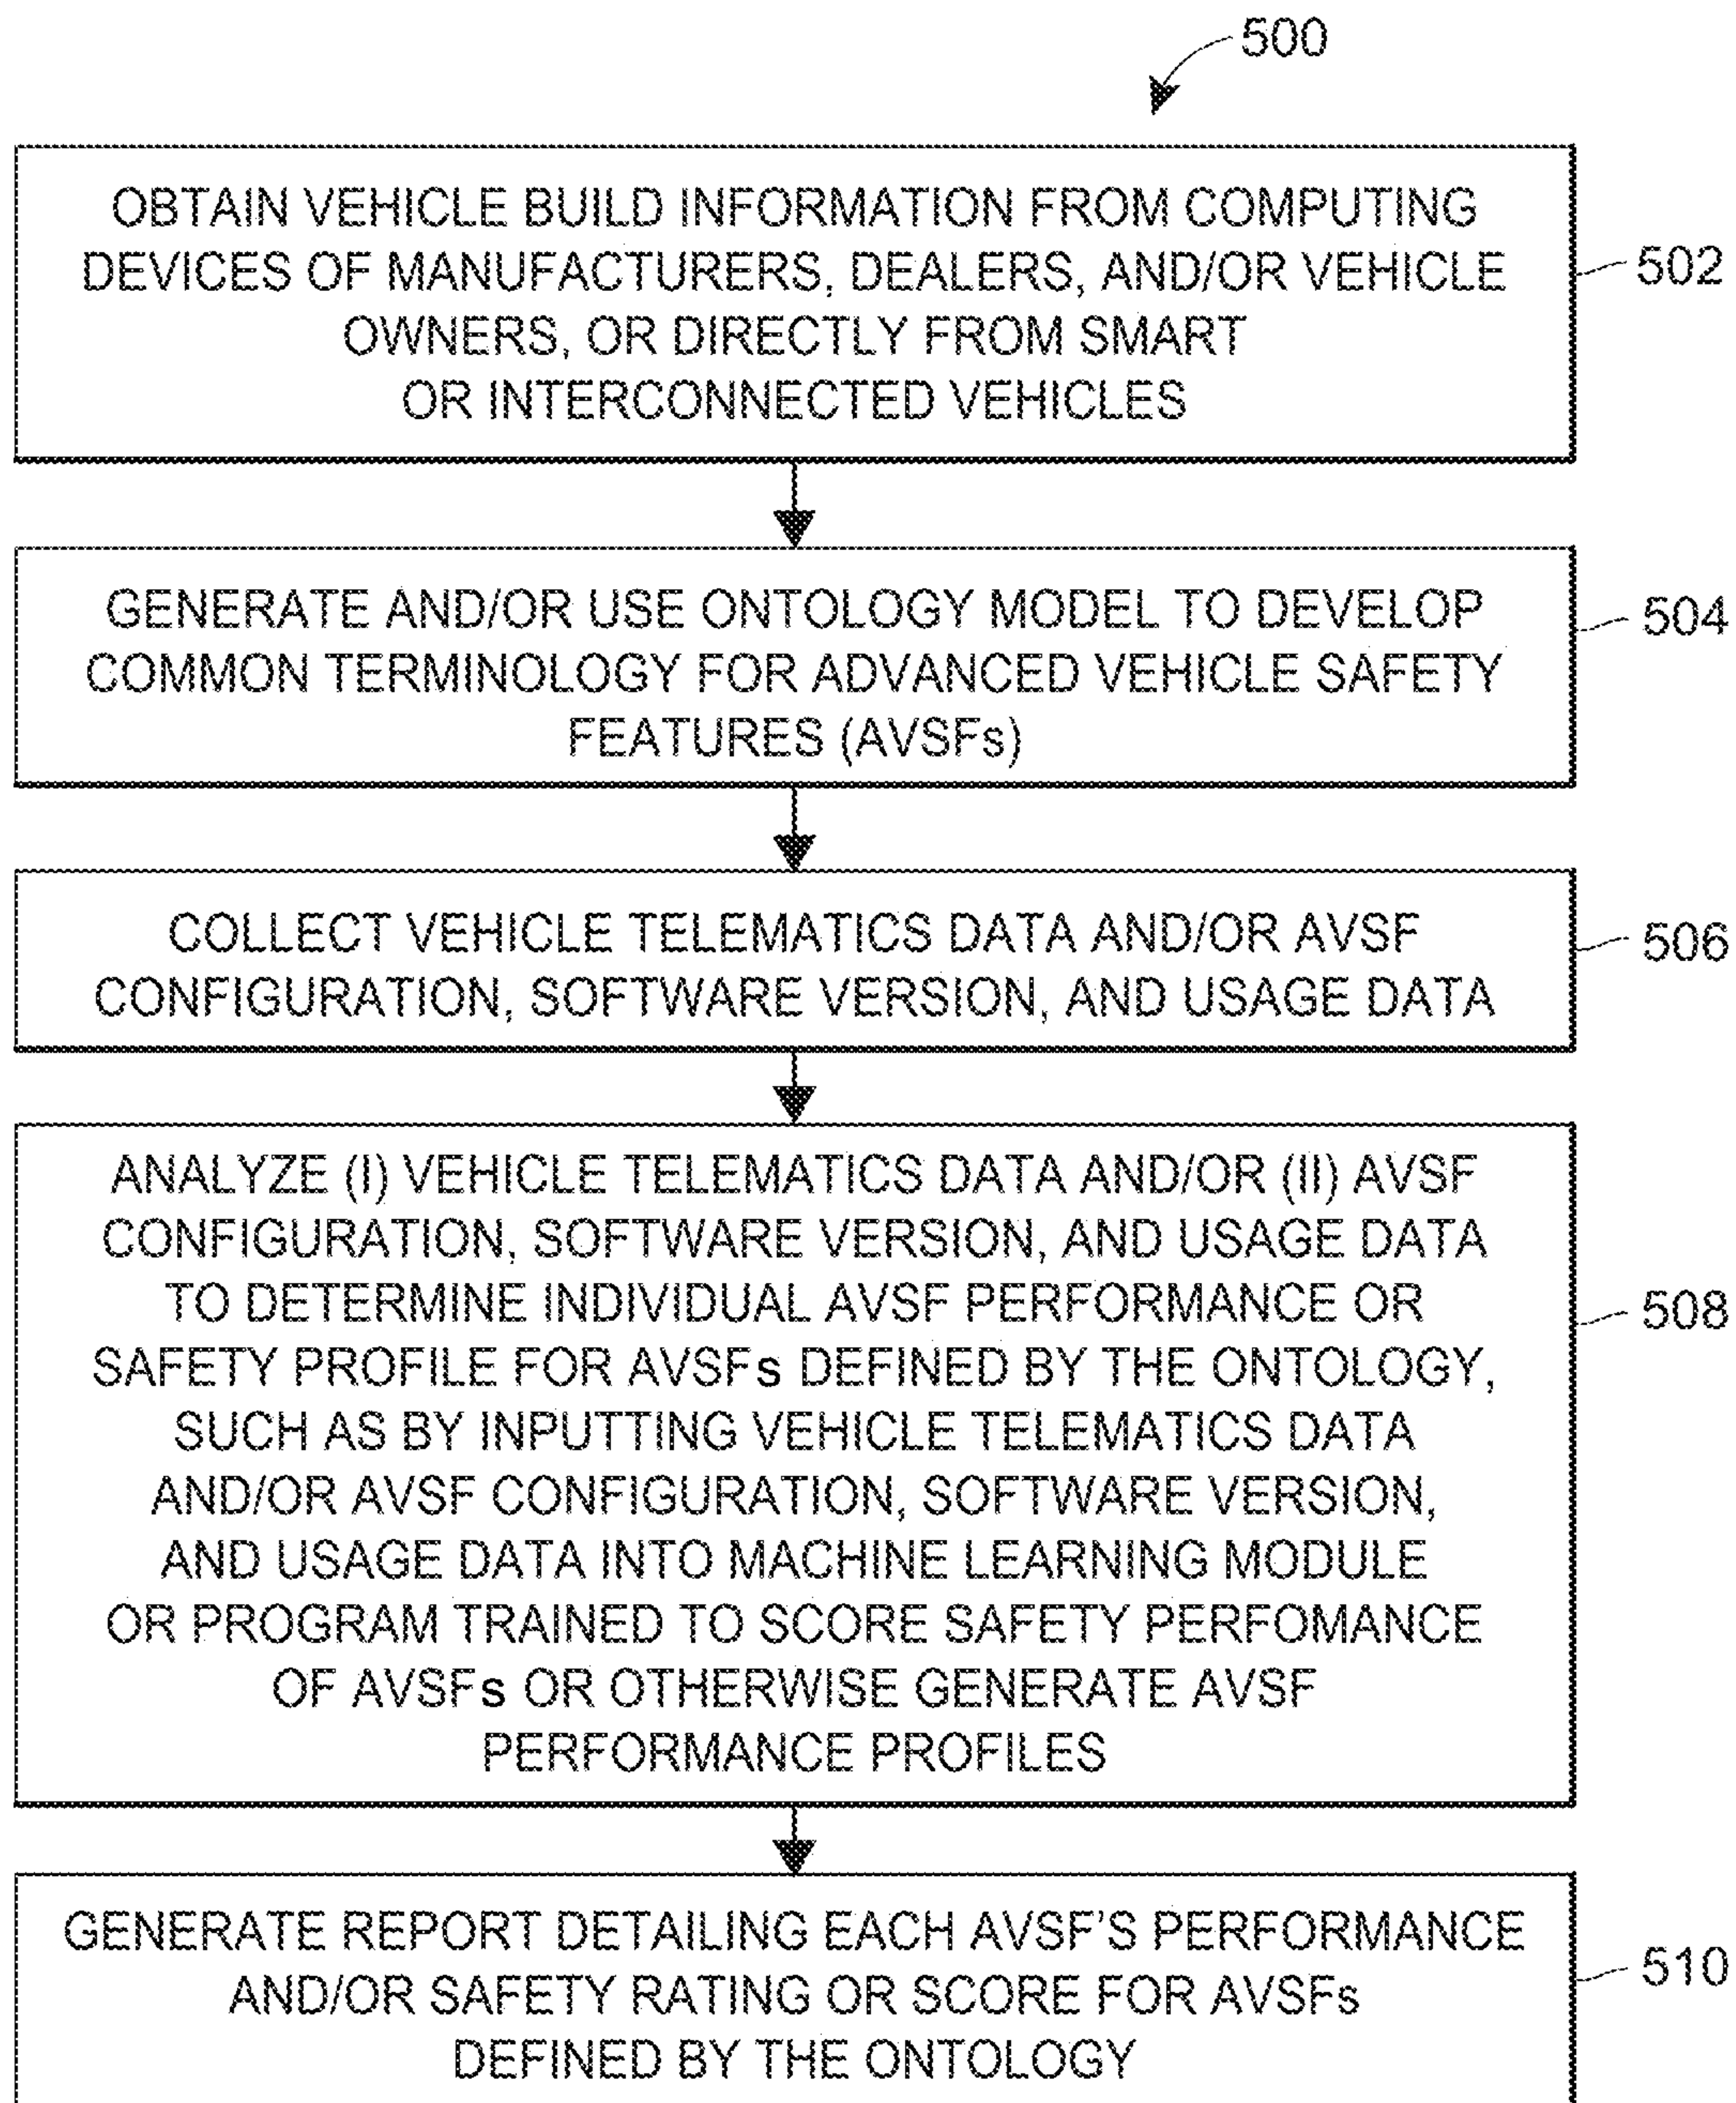 500
OBTAIN VEHICLE BUILD INFORMATION FROM COMPUTING
DEVICES OF MANUFACTURERS, DEALERS, AND/OR VEHICLE
OWNERS, OR DIRECTLY FROM SMART
OR INTERCONNECTED VEHICLES
502
GENERATE AND/OR USE ONTOLOGY MODEL TO DEVELOP
COMMON TERMINOLOGY FOR ADVANCED VEHICLE SAFETY
FEATURES (AVSFs)
504
COLLECT VEHICLE TELEMATICS DATA AND/OR AVSF
CONFIGURATION, SOFTWARE VERSION, AND USAGE DATA
506
ANALYZE (I) VEHICLE TELEMATICS DATA AND/OR (II) AVSF
CONFIGURATION, SOFTWARE VERSION, AND USAGE DATA
TO DETERMINE INDIVIDUAL AVSF PERFORMANCE OR
SAFETY PROFILE FOR AVSFs DEFINED BY THE ONTOLOGY,
SUCH AS BY INPUTTING VEHICLE TELEMATICS DATA
AND/OR AVSF CONFIGURATION, SOFTWARE VERSION,
AND USAGE DATA INTO MACHINE LEARNING MODULE
OR PROGRAM TRAINED TO SCORE SAFETY PERFOMANCE
OF AVSFs OR OTHERWISE GENERATE AVSF
PERFORMANCE PROFILES
508
GENERATE REPORT DETAILING EACH AVSF'S PERFORMANCE
AND/OR SAFETY RATING OR SCORE FOR AVSFs
DEFINED BY THE ONTOLOGY
510